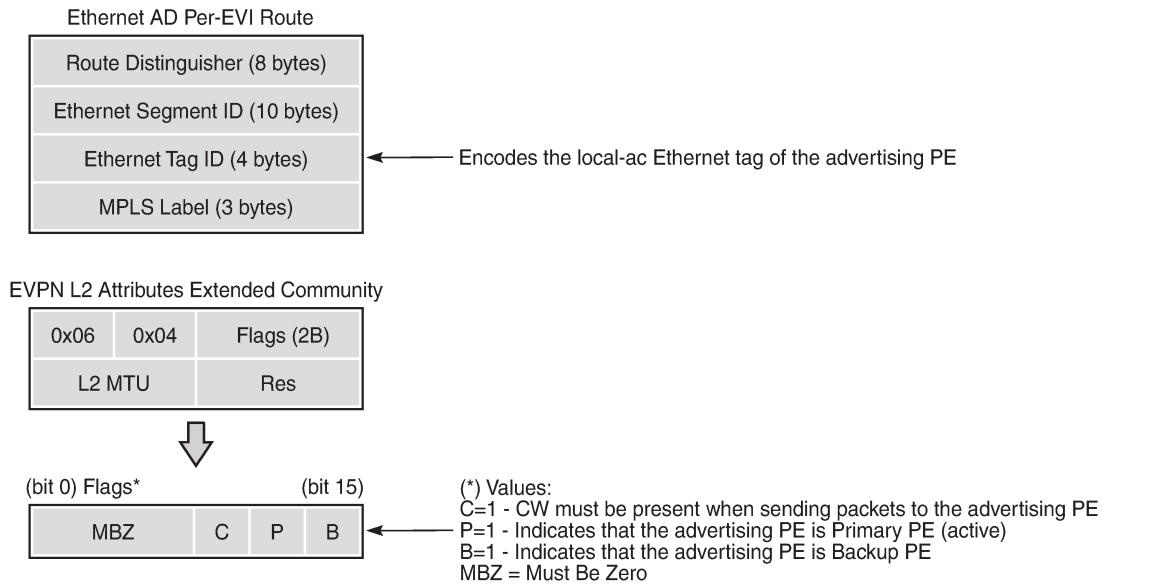 Ethernet AD Per-EVI Route
Route Distinguisher (8 bytes)
Ethernet Segment ID (10 bytes)
Ethernet Tag ID (4 bytes)
Encodes the local-ac Ethernet tag of the advertising PE
MPLS Label (3 bytes)
EVPN L2 Attributes Extended Community
0x06 0x04 Flags (2B)
L2 MTU Res
(bit 0) Flags* (bit 15)
MBZ C P B
(*) Values:
C=1 - CW must be present when sending packets to the advertising PE
P=1 - Indicates that the advertising PE is Primary PE (active)
B=1 - Indicates that the advertising PE is Backup PE
MBZ = Must Be Zero